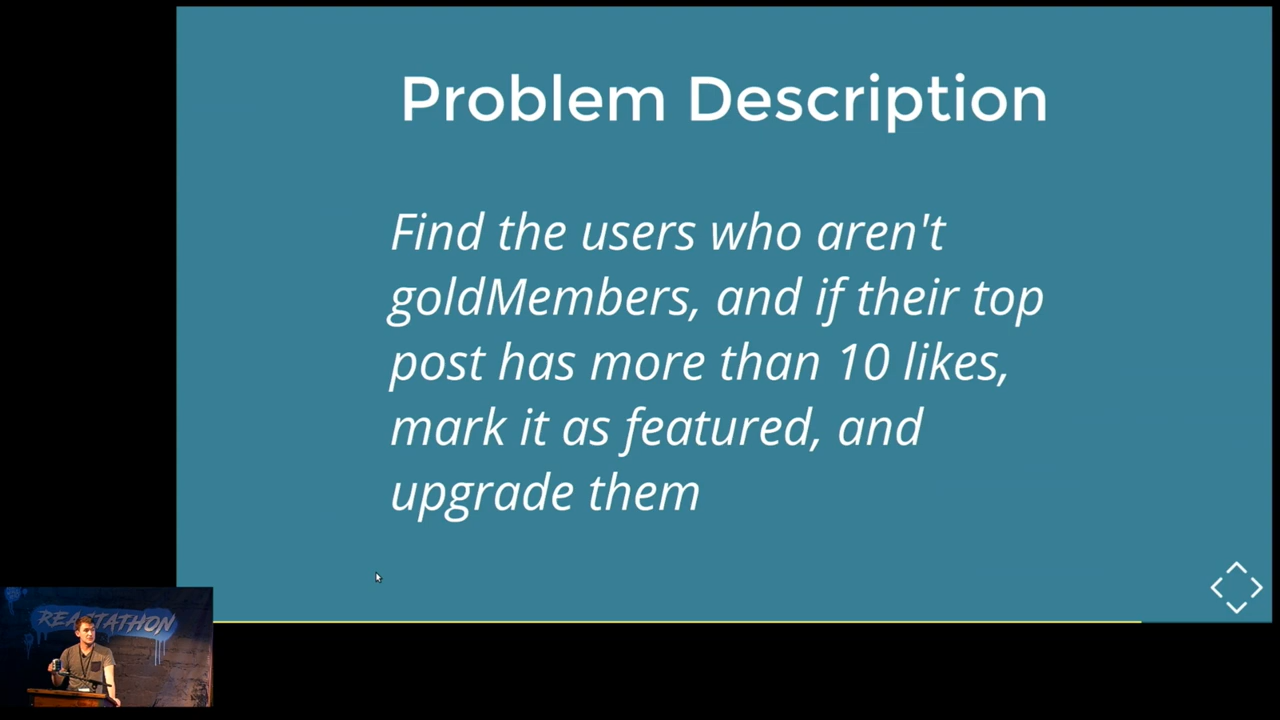 Problem Description
Find the users who aren't
goldMembers, and if their top
post has more than 10 likes,
mark it as featured, and
upgrade them
REACTATHON